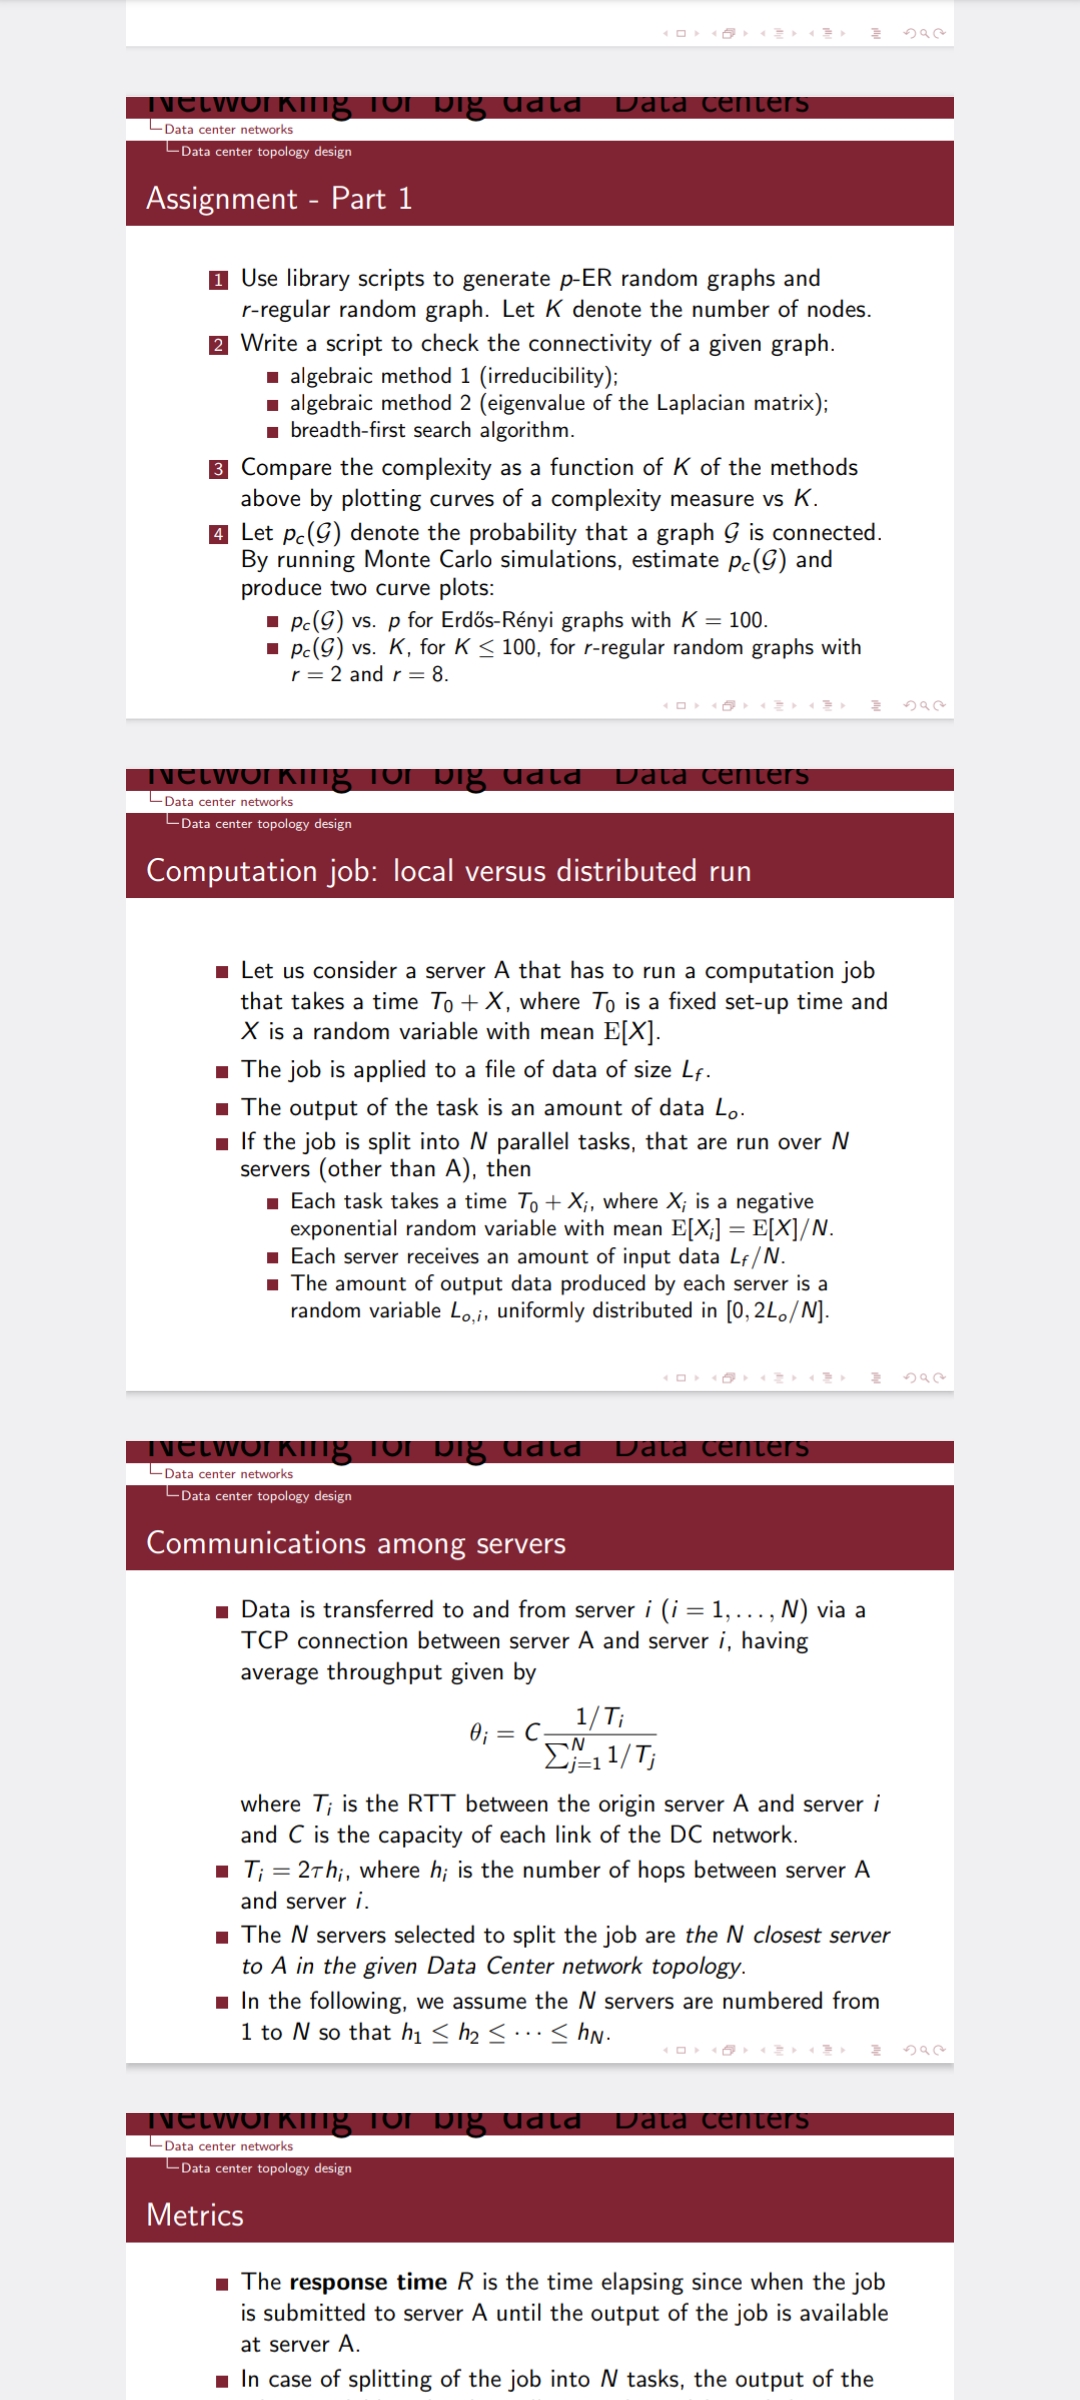 Networking for big data Data centers
Data center networks
Data center topology design
Assignment - Part 1
1 Use library scripts to generate p-ER random graphs and
r-regular random graph. Let K denote the number of nodes.
2 Write a script to check the connectivity of a given graph.
algebraic method 1 (irreducibility);
algebraic method 2 (eigenvalue of the Laplacian matrix);
breadth-first search algorithm.
3 Compare the complexity as a function of K of the methods
above by plotting curves of a complexity measure vs K.
4 Let p_c(𝒢) denote the probability that a graph 𝒢 is connected.
By running Monte Carlo simulations, estimate p_c(𝒢) and
produce two curve plots:
p_c(𝒢) vs. p for Erdős-Rényi graphs with K = 100.
p_c(𝒢) vs. K, for K ≤ 100, for r-regular random graphs with
r = 2 and r = 8.
Networking for big data Data centers
Data center networks
Data center topology design
Computation job: local versus distributed run
Let us consider a server A that has to run a computation job
that takes a time T_0 + X, where T_0 is a fixed set-up time and
X is a random variable with mean E[X].
The job is applied to a file of data of size L_f.
The output of the task is an amount of data L_o.
If the job is split into N parallel tasks, that are run over N
servers (other than A), then
Each task takes a time T_0 + X_i, where X_i is a negative
exponential random variable with mean E[X_i] = E[X]/N.
Each server receives an amount of input data L_f/N.
The amount of output data produced by each server is a
random variable L_{o,i}, uniformly distributed in [0, 2L_o/N].
Networking for big data Data centers
Data center networks
Data center topology design
Communications among servers
Data is transferred to and from server i (i = 1, . . . , N) via a
TCP connection between server A and server i, having
average throughput given by
θ_i = C \frac{1/T_i}{∑_{j=1}^{N} 1/T_j}
where T_i is the RTT between the origin server A and server i
and C is the capacity of each link of the DC network.
T_i = 2τh_i, where h_i is the number of hops between server A
and server i.
The N servers selected to split the job are the N closest server
to A in the given Data Center network topology.
In the following, we assume the N servers are numbered from
1 to N so that h_1 ≤ h_2 ≤ · · · ≤ h_N.
Networking for big data Data centers
Data center networks
Data center topology design
Metrics
The response time R is the time elapsing since when the job
is submitted to server A until the output of the job is available
at server A.
In case of splitting of the job into N tasks, the output of the